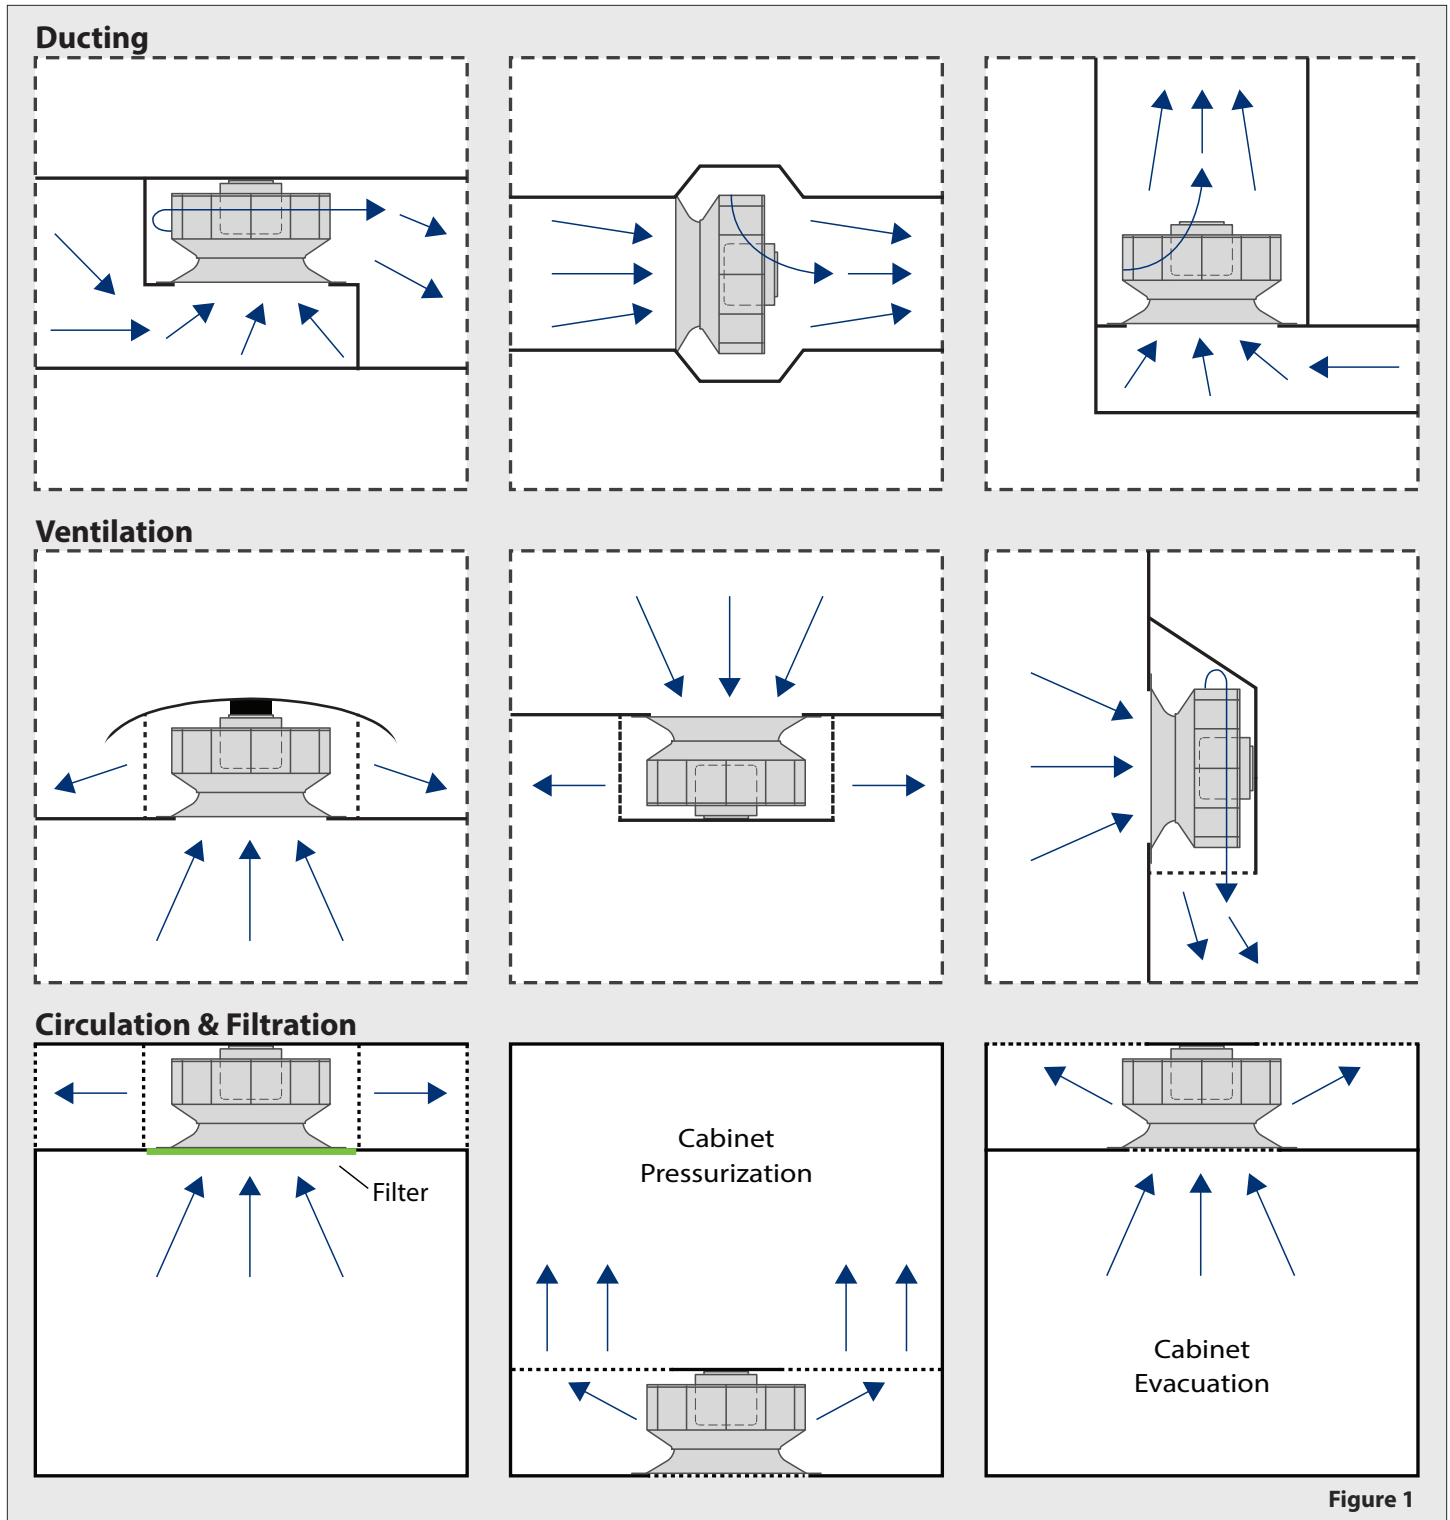 Ducting
Ventilation
Circulation & Filtration
Filter
Cabinet
Pressurization
Cabinet
Evacuation
Figure 1